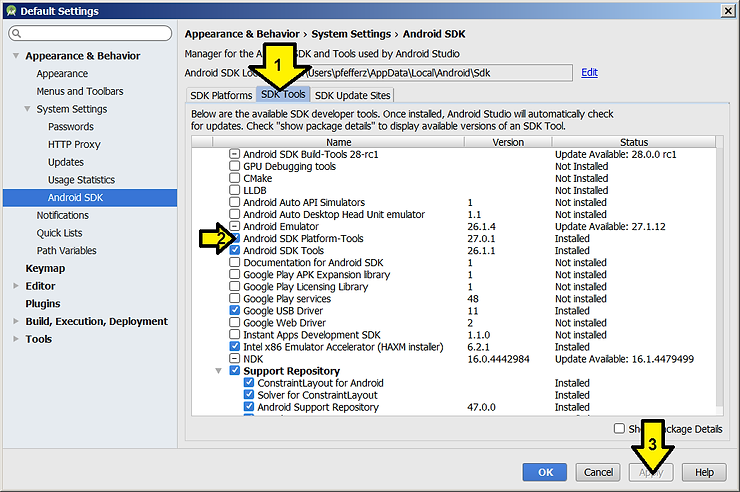 Default Settings
Appearance & Behavior
Appearance
Menus and Toolbars
System Settings
Passwords
HTTP Proxy
Updates
Usage Statistics
Android SDK
Notifications
Quick Lists
Path Variables
Keymap
Editor
Plugins
Build, Execution, Deployment
Tools
Appearance & Behavior › System Settings › Android SDK
Manager for the A SDK and Tools used by Android Studio
1
Android SDK Lo Users\pfefferz\AppData\Local\Android\Sdk Edit
SDK Platforms SDK Tools SDK Update Sites
Below are the available SDK developer tools. Once installed, Android Studio will automatically check
for updates. Check "show package details" to display available versions of an SDK Tool.
Name Version Status
Android SDK Build-Tools 28-rc1 Update Available: 28.0.0 rc1
GPU Debugging tools Not Installed
CMake Not Installed
LLDB Not Installed
Android Auto API Simulators 1 Not installed
Android Auto Desktop Head Unit emulator 1.1 Not installed
Android Emulator 26.1.4 Update Available: 27.1.12
2 Android SDK Platform-Tools 27.0.1 Installed
Android SDK Tools 26.1.1 Installed
Documentation for Android SDK 1 Not installed
Google Play APK Expansion library 1 Not installed
Google Play Licensing Library 1 Not installed
Google Play services 48 Not installed
Google USB Driver 11 Installed
Google Web Driver 2 Not installed
Instant Apps Development SDK 1.1.0 Not installed
Intel x86 Emulator Accelerator (HAXM installer) 6.2.1 Installed
NDK 16.0.4442984 Update Available: 16.1.4479499
Support Repository
ConstraintLayout for Android Installed
Solver for ConstraintLayout Installed
Android Support Repository 47.0.0 Installed
Package Details
3
OK Cancel Apply Help